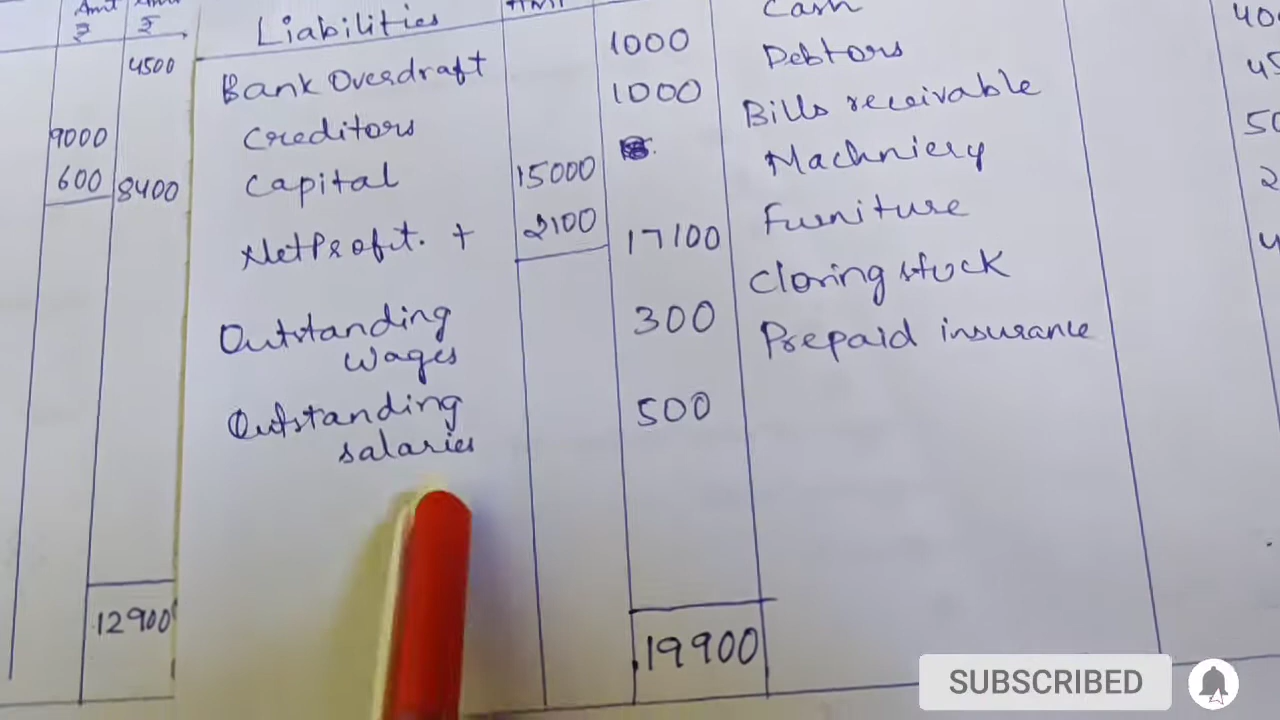 Amt
₹ ₹
4500
9000
600 8400
12900
Liabilities
Bank Overdraft 1000
Creditors 1000
Capital 15000
Net Profit. + 2100 17100
Outstanding 300
wages
Outstanding 500
salaries
19900
Cash
Debtors
Bills receivable
Machniery
Furniture
Closing stock
Prepaid insurance
SUBSCRIBED